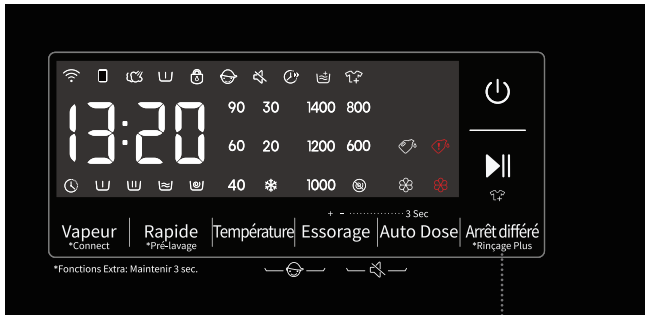 90 30 1400 800
13:20
60 20 1200 600
40 1000
+ - 3 Sec
Vapeur Rapide Température Essorage Auto Dose Arrêt différé
*Connect *Pré-lavage *Rinçage Plus
*Fonctions Extra: Maintenir 3 sec.